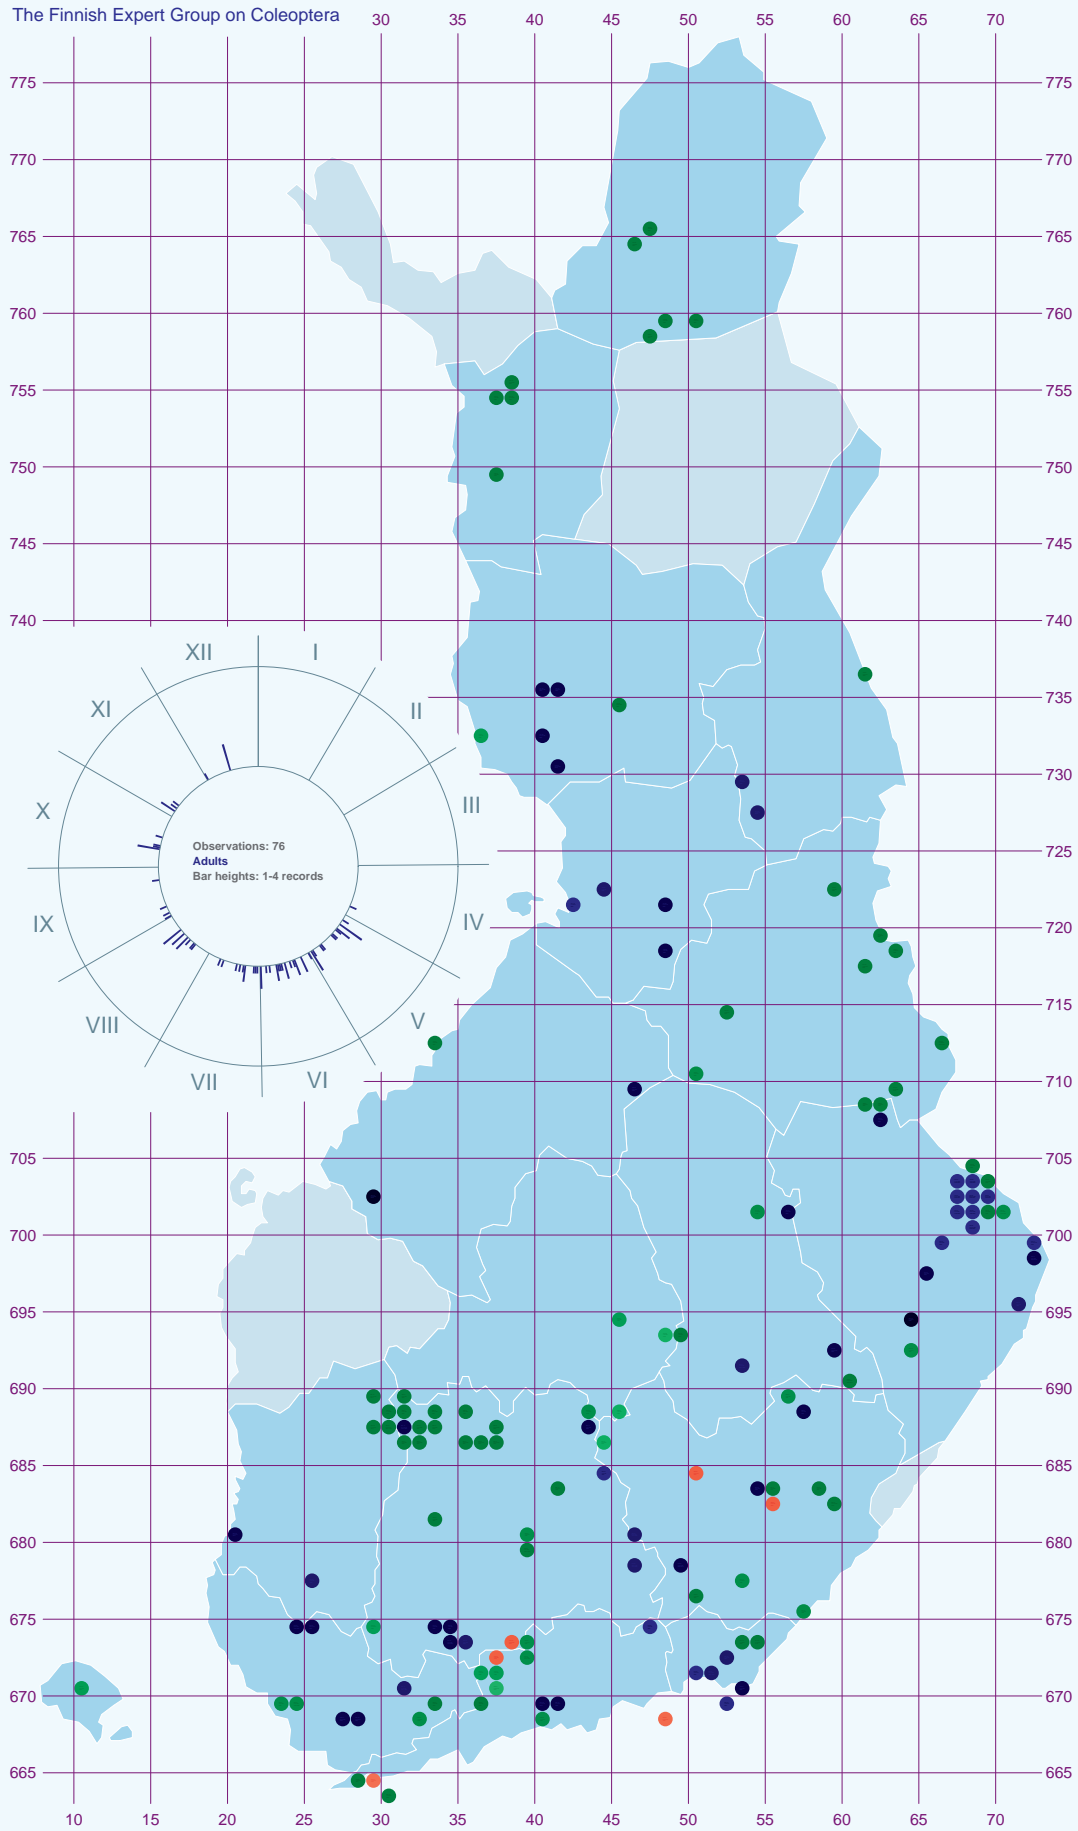 The Finnish Expert Group on Coleoptera
30 35 40 45 50 55 60 65 70
775 775
770 770
765 765
760 760
755 755
750 750
745 745
740 740
XII I
XI II
735
X III
730
Observations: 76
Adults
Bar heights: 1-4 records
725
IX IV
720
715
VIII V
VII VI
710
705 705
700 700
695 695
690 690
685 685
680 680
675 675
670 670
665 665
10 15 20 25 30 35 40 45 50 55 60 65 70